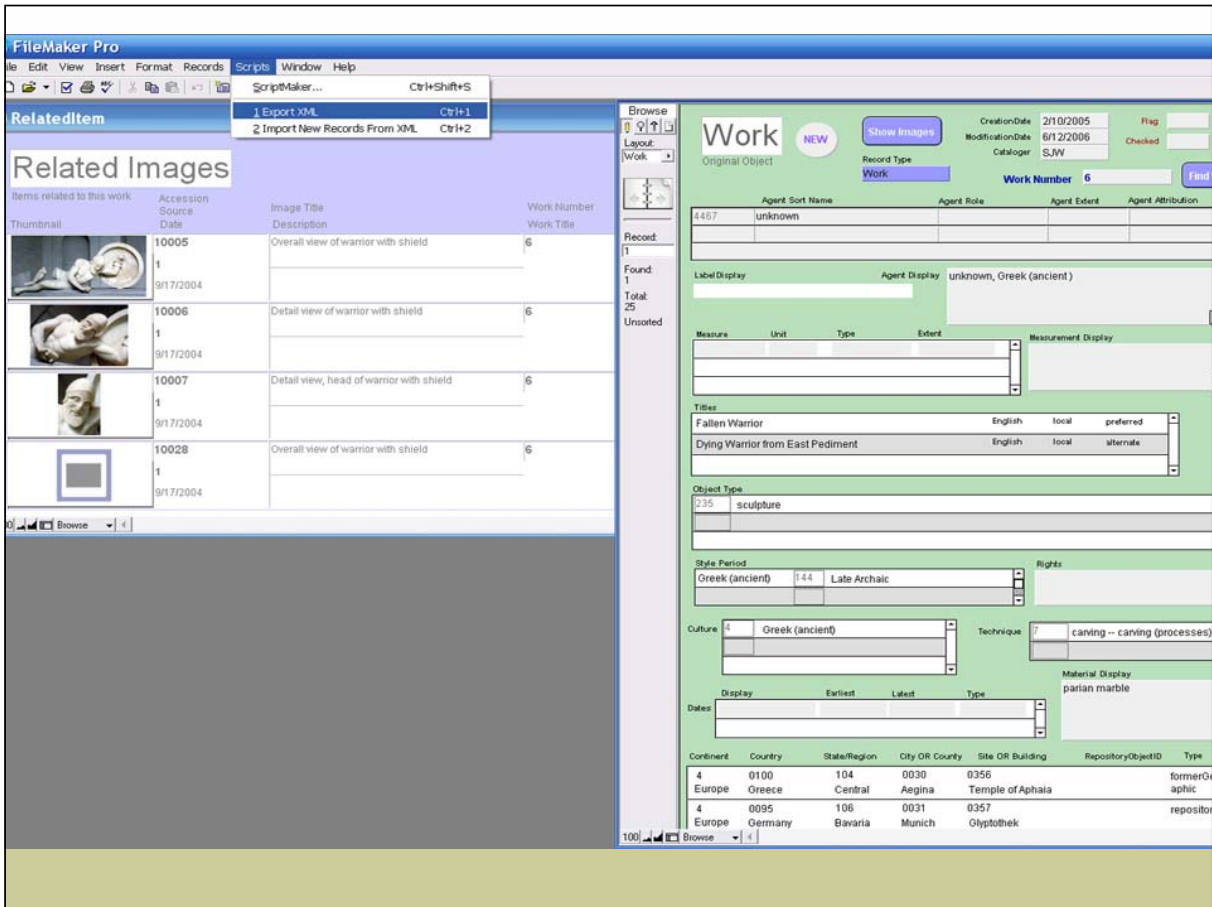 FileMaker Pro
ile Edit View Insert Format Records Scripts Window Help
ScriptMaker... Ctrl+Shift+S
1 Export XML Ctrl+1
2 Import New Records From XML Ctrl+2
RelatedItem
Related Images
Items related to this work
Accession
Source
Image Title
Work Number
Thumbnail Date Description Work Title
10005 Overall view of warrior with shield 6
1
9/17/2004
10006 Detail view of warrior with shield 6
1
9/17/2004
10007 Detail view, head of warrior with shield 6
1
9/17/2004
10028 Overall view of warrior with shield 6
1
9/17/2004
Browse
Browse
Layout:
Work
Record:
1
Found:
1
Total:
25
Unsorted
Work
Original Object
NEW
Show Images
Record Type
Work
CreationDate 2/10/2005 Flag
ModificationDate 6/12/2006 Checked
Cataloger SJW
Work Number 6 Find
Agent Sort Name Agent Role Agent Extent Agent Attribution
4467 unknown
Label Display Agent Display unknown, Greek (ancient)
Measure Unit Type Extent Measurement Display
Titles
Fallen Warrior English local preferred
Dying Warrior from East Pediment English local alternate
Object Type
235 sculpture
Style Period Rights
Greek (ancient) 144 Late Archaic
Culture 4 Greek (ancient) Technique 7 carving -- carving (processes)
Material Display
parian marble
Display Earliest Latest Type
Dates
Continent Country State/Region City OR County Site OR Building RepositoryObjectID Type
4 0100 104 0030 0356 formerGe
Europe Greece Central Aegina Temple of Aphaia aphic
4 0095 106 0031 0357 repositor
Europe Germany Bavaria Munich Glyptothek
100 Browse